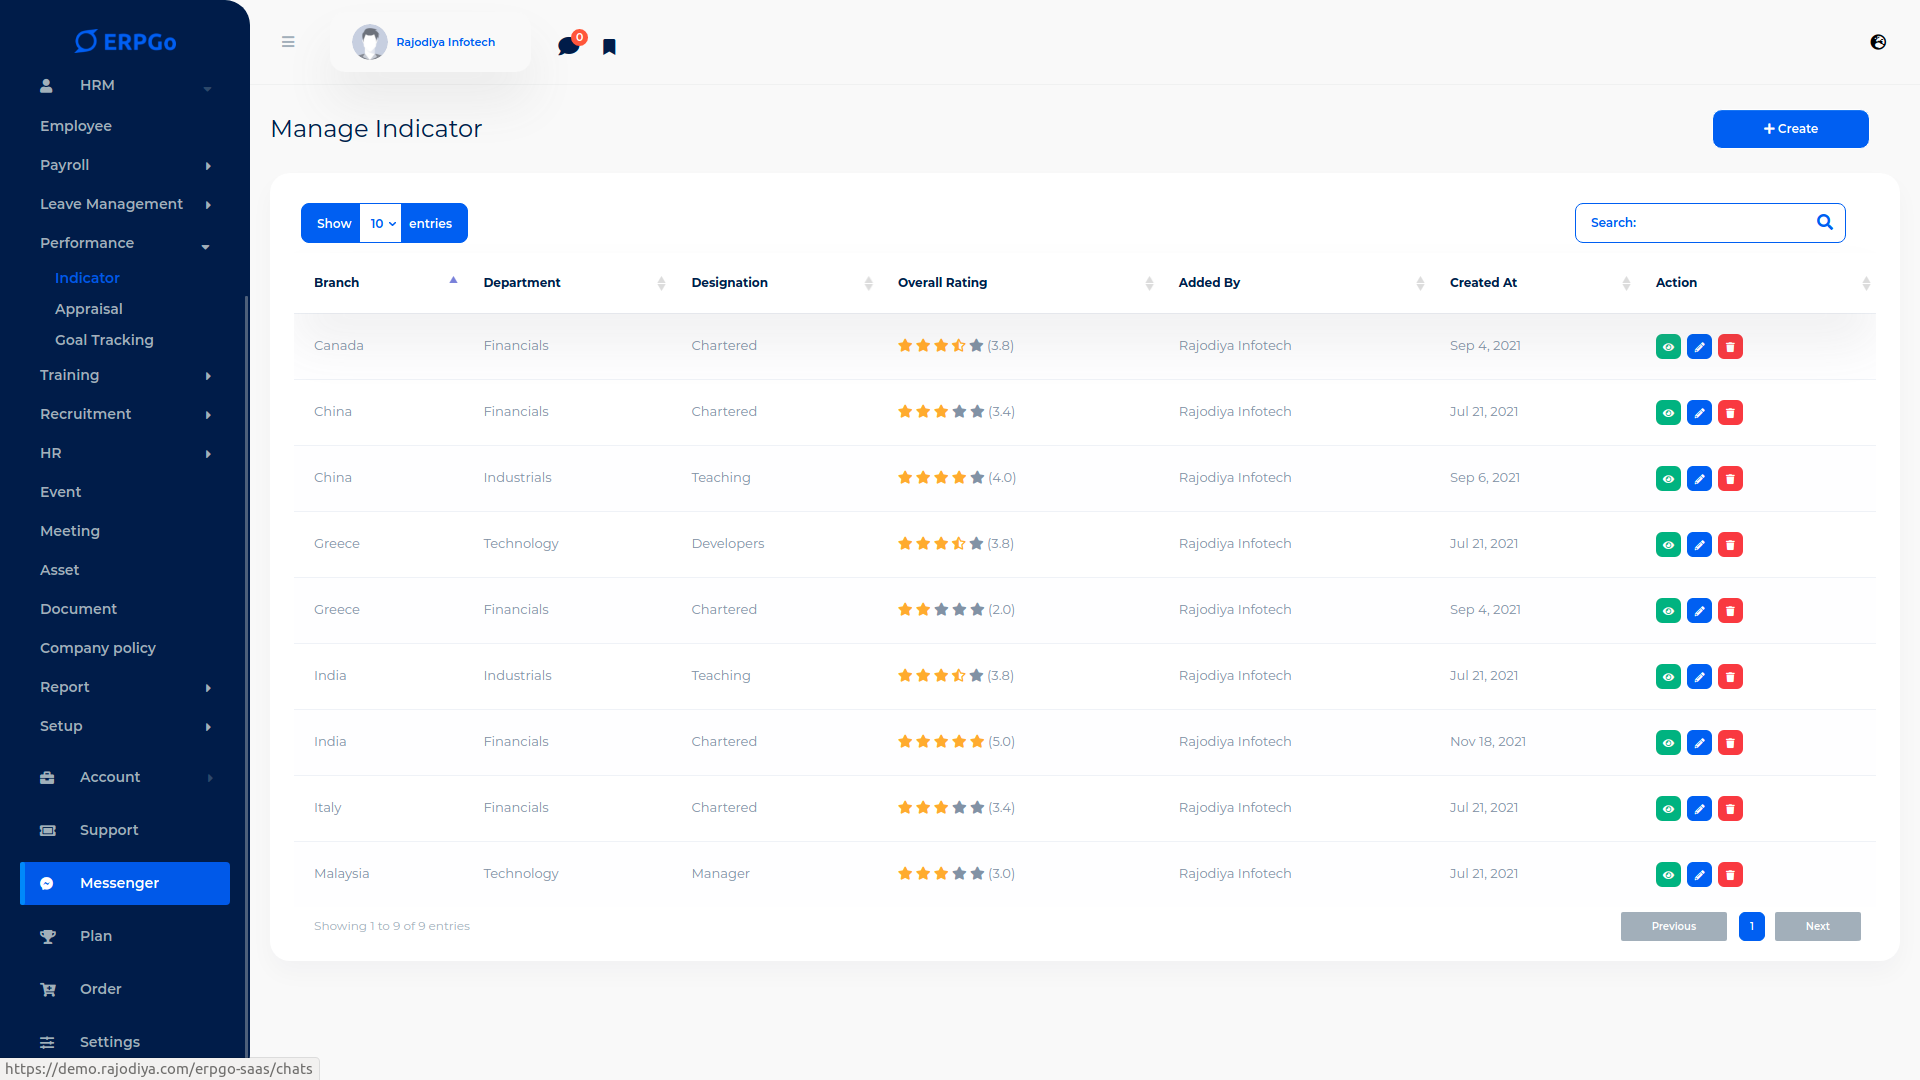 ERPGo
HRM
Employee
Payroll
Leave Management
Performance
Indicator
Appraisal
Goal Tracking
Training
Recruitment
HR
Event
Meeting
Asset
Document
Company policy
Report
Setup
Account
Support
Messenger
Plan
Order
Settings
https://demo.rajodiya.com/erpgo-saas/chats
Rajodiya Infotech
0
Manage Indicator
Create
Show 10 entries
Search:
Branch Department Designation Overall Rating Added By Created At Action
Canada Financials Chartered (3.8) Rajodiya Infotech Sep 4, 2021
China Financials Chartered (3.4) Rajodiya Infotech Jul 21, 2021
China Industrials Teaching (4.0) Rajodiya Infotech Sep 6, 2021
Greece Technology Developers (3.8) Rajodiya Infotech Jul 21, 2021
Greece Financials Chartered (2.0) Rajodiya Infotech Sep 4, 2021
India Industrials Teaching (3.8) Rajodiya Infotech Jul 21, 2021
India Financials Chartered (5.0) Rajodiya Infotech Nov 18, 2021
Italy Financials Chartered (3.4) Rajodiya Infotech Jul 21, 2021
Malaysia Technology Manager (3.0) Rajodiya Infotech Jul 21, 2021
Showing 1 to 9 of 9 entries
Previous 1 Next